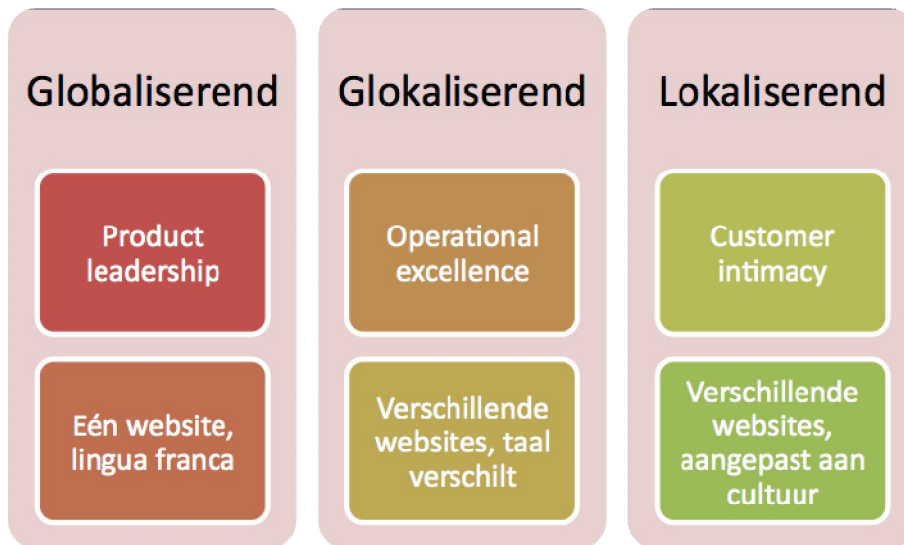 Globaliserend
Product
leadership
Eén website,
lingua franca
Glokaliserend
Operational
excellence
Verschillende
websites, taal
verschilt
Lokaliserend
Customer
intimacy
Verschillende
websites,
aangepast aan
cultuur